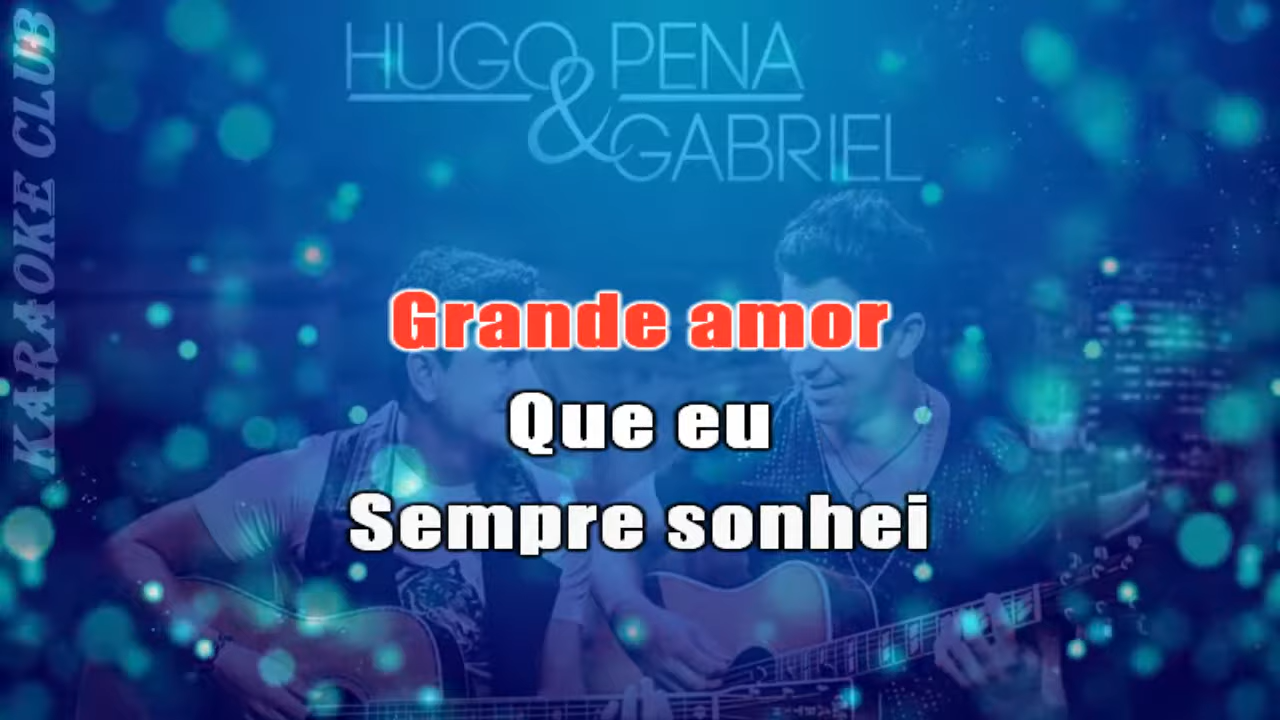 HUGO PENA
& GABRIEL
KARAOKE CLUB
Grande amor
Que eu
Sempre sonhei